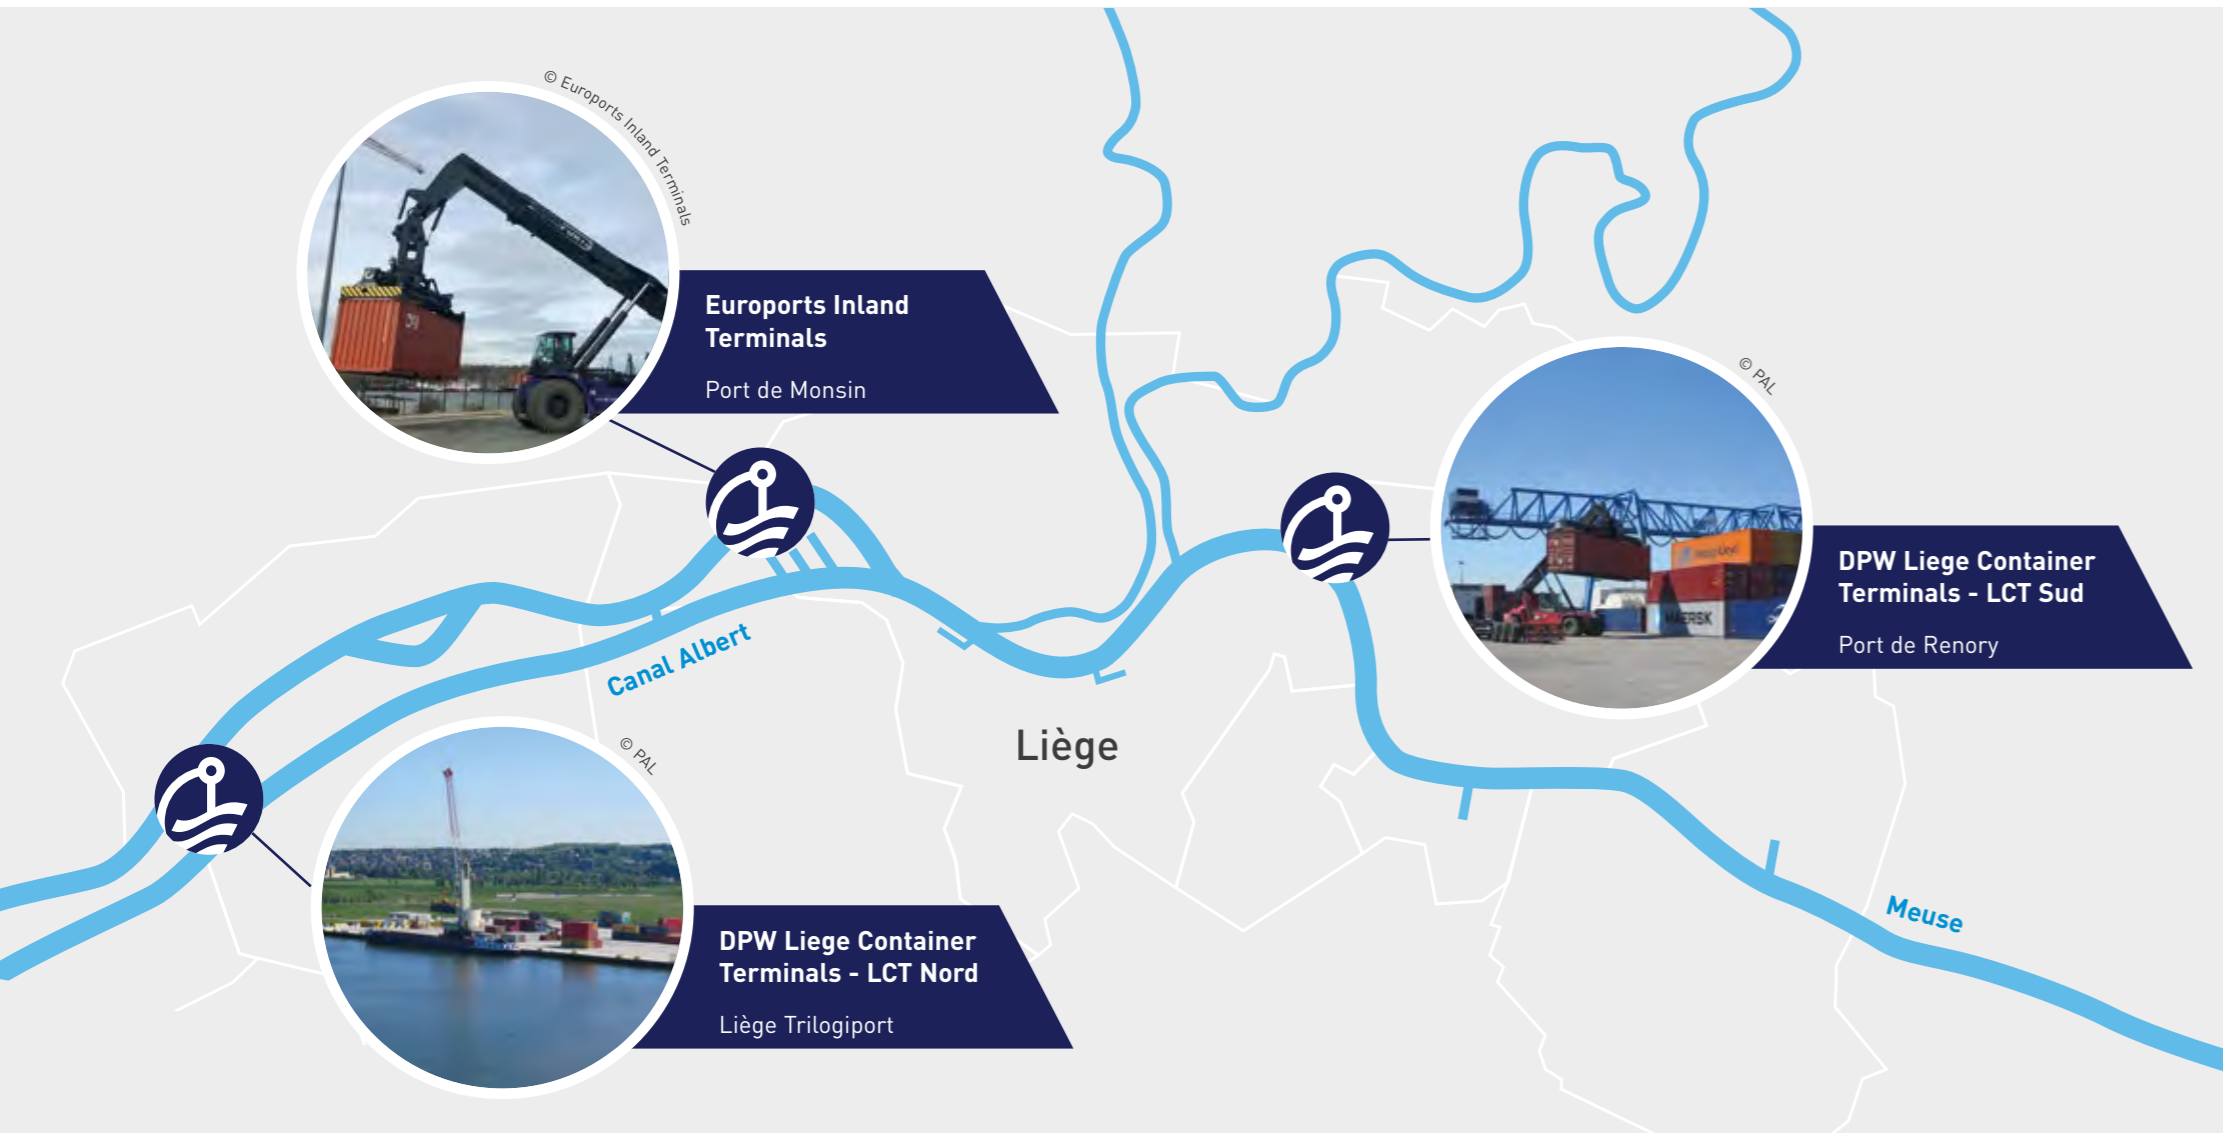 © Euroports Inland Terminals
Euroports Inland
Terminals
Port de Monsin
© PAL
DPW Liege Container
Terminals - LCT Sud
Port de Renory
MAERSK
Canal Albert
Liège
© PAL
DPW Liege Container
Terminals - LCT Nord
Liège Trilogiport
Meuse